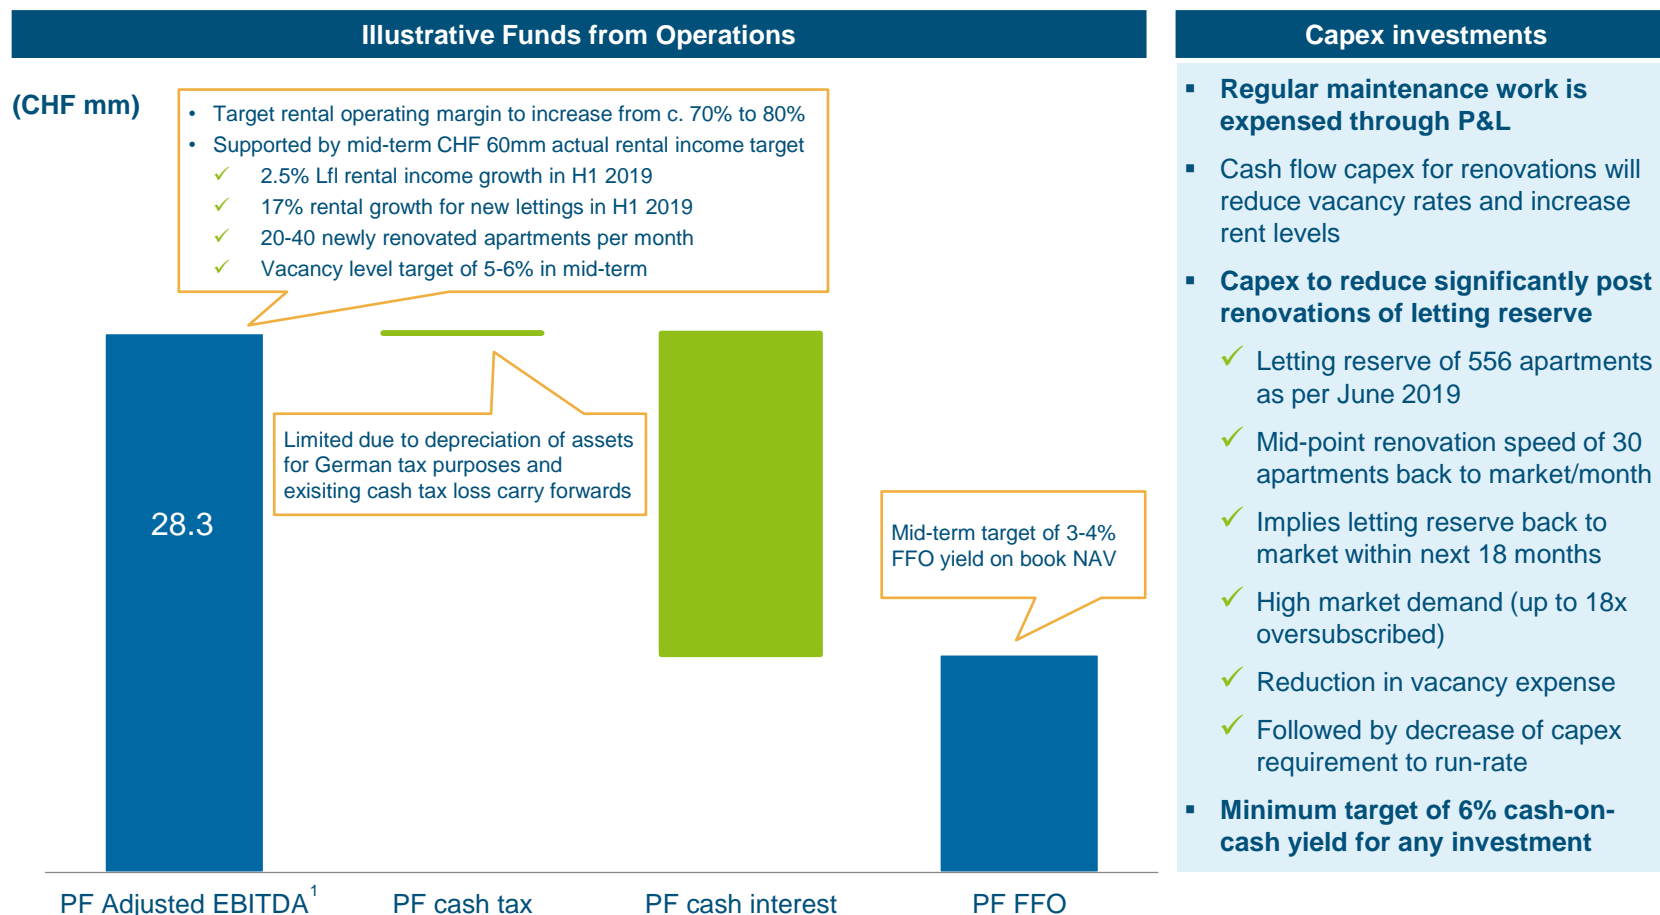 Illustrative Funds from Operations
(CHF mm)
• Target rental operating margin to increase from c. 70% to 80%
• Supported by mid-term CHF 60mm actual rental income target
✓ 2.5% Lfl rental income growth in H1 2019
✓ 17% rental growth for new lettings in H1 2019
✓ 20-40 newly renovated apartments per month
✓ Vacancy level target of 5-6% in mid-term
Limited due to depreciation of assets
for German tax purposes and
exisiting cash tax loss carry forwards
28.3
Mid-term target of 3-4%
FFO yield on book NAV
PF Adjusted EBITDA1
PF cash tax
PF cash interest
PF FFO
Capex investments
▪ Regular maintenance work is
expensed through P&L
▪ Cash flow capex for renovations will
reduce vacancy rates and increase
rent levels
▪ Capex to reduce significantly post
renovations of letting reserve
✓ Letting reserve of 556 apartments
as per June 2019
✓ Mid-point renovation speed of 30
apartments back to market/month
✓ Implies letting reserve back to
market within next 18 months
✓ High market demand (up to 18x
oversubscribed)
✓ Reduction in vacancy expense
✓ Followed by decrease of capex
requirement to run-rate
▪ Minimum target of 6% cash-on-
cash yield for any investment